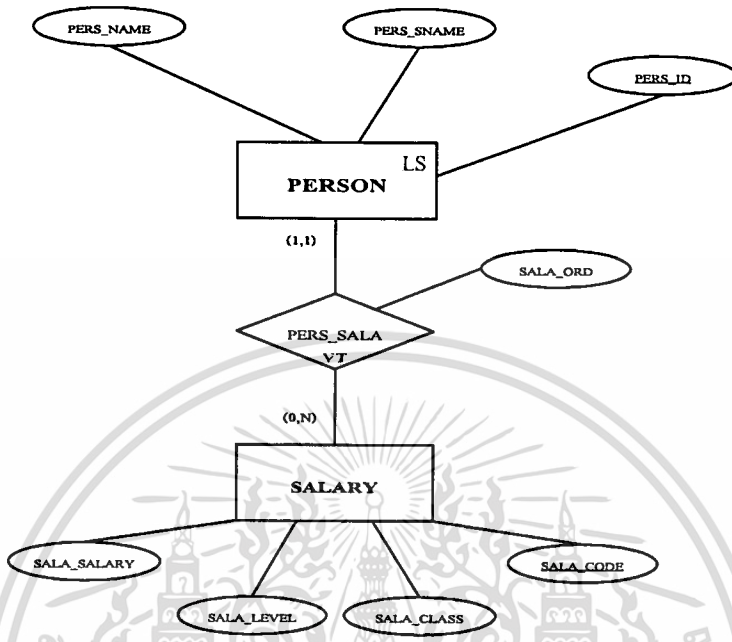 PERS_NAME
PERS_SNAME
PERS_ID
LS
PERSON
(1,1)
SALA_ORD
PERS_SALA
VT
(0,N)
SALARY
SALA_SALARY
SALA_CODE
SALA_LEVEL
SALA_CLASS